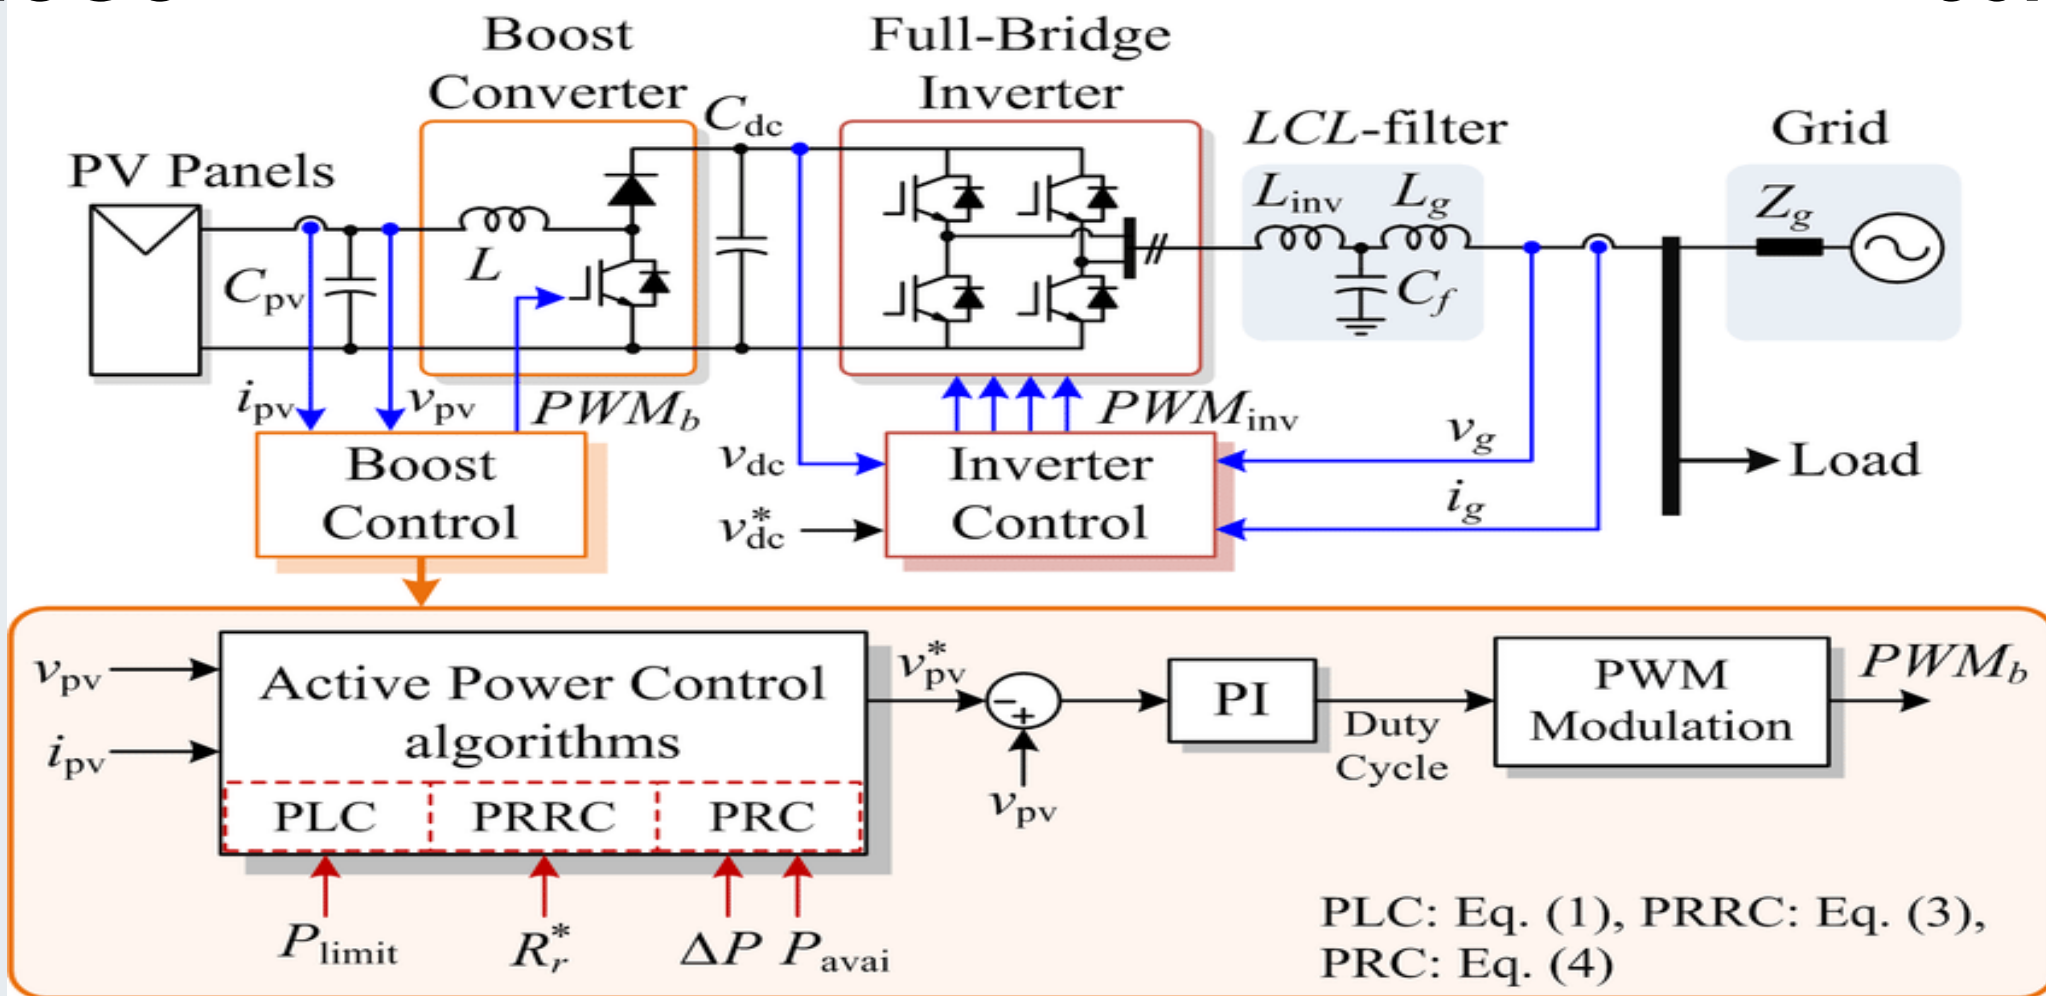 Boost
Converter
Full-Bridge
Inverter
C_dc
LCL-filter
Grid
PV Panels
L_inv
L_g
Z_g
L
C_pv
C_f
i_pv
v_pv
PWM_b
PWM_inv
v_g
Boost
Control
v_dc
Inverter
Control
Load
i_g
v*_dc
v_pv
Active Power Control
algorithms
v*_pv
PWM
Modulation
PWM_b
PI
− +
Duty
Cycle
i_pv
v_pv
PLC
PRRC
PRC
P_limit
R*_r
ΔP
P_avai
PLC: Eq. (1), PRRC: Eq. (3),
PRC: Eq. (4)